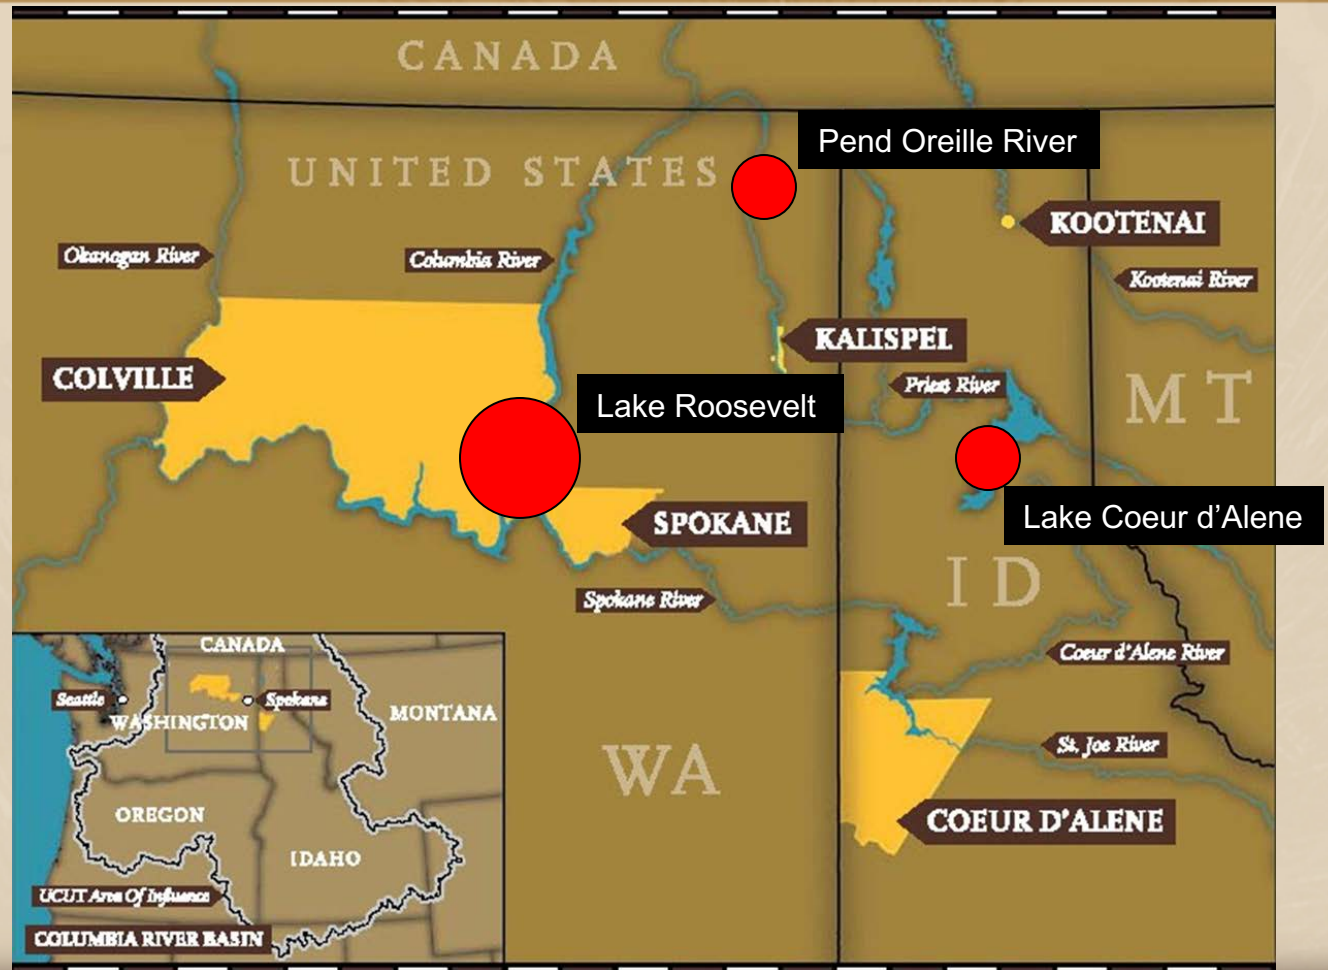 CANADA
Pend Oreille River
UNITED STATES
KOOTENAI
Okanogan River
Columbia River
Kootenai River
KALISPEL
COLVILLE
Priest River
MT
Lake Roosevelt
SPOKANE
Lake Coeur d’Alene
ID
Spokane River
Coeur d'Alene River
St. Joe River
WA
COEUR D'ALENE
CANADA
Seattle
Spokane
WASHINGTON
MONTANA
OREGON
IDAHO
UCUT Area Of Influence
COLUMBIA RIVER BASIN